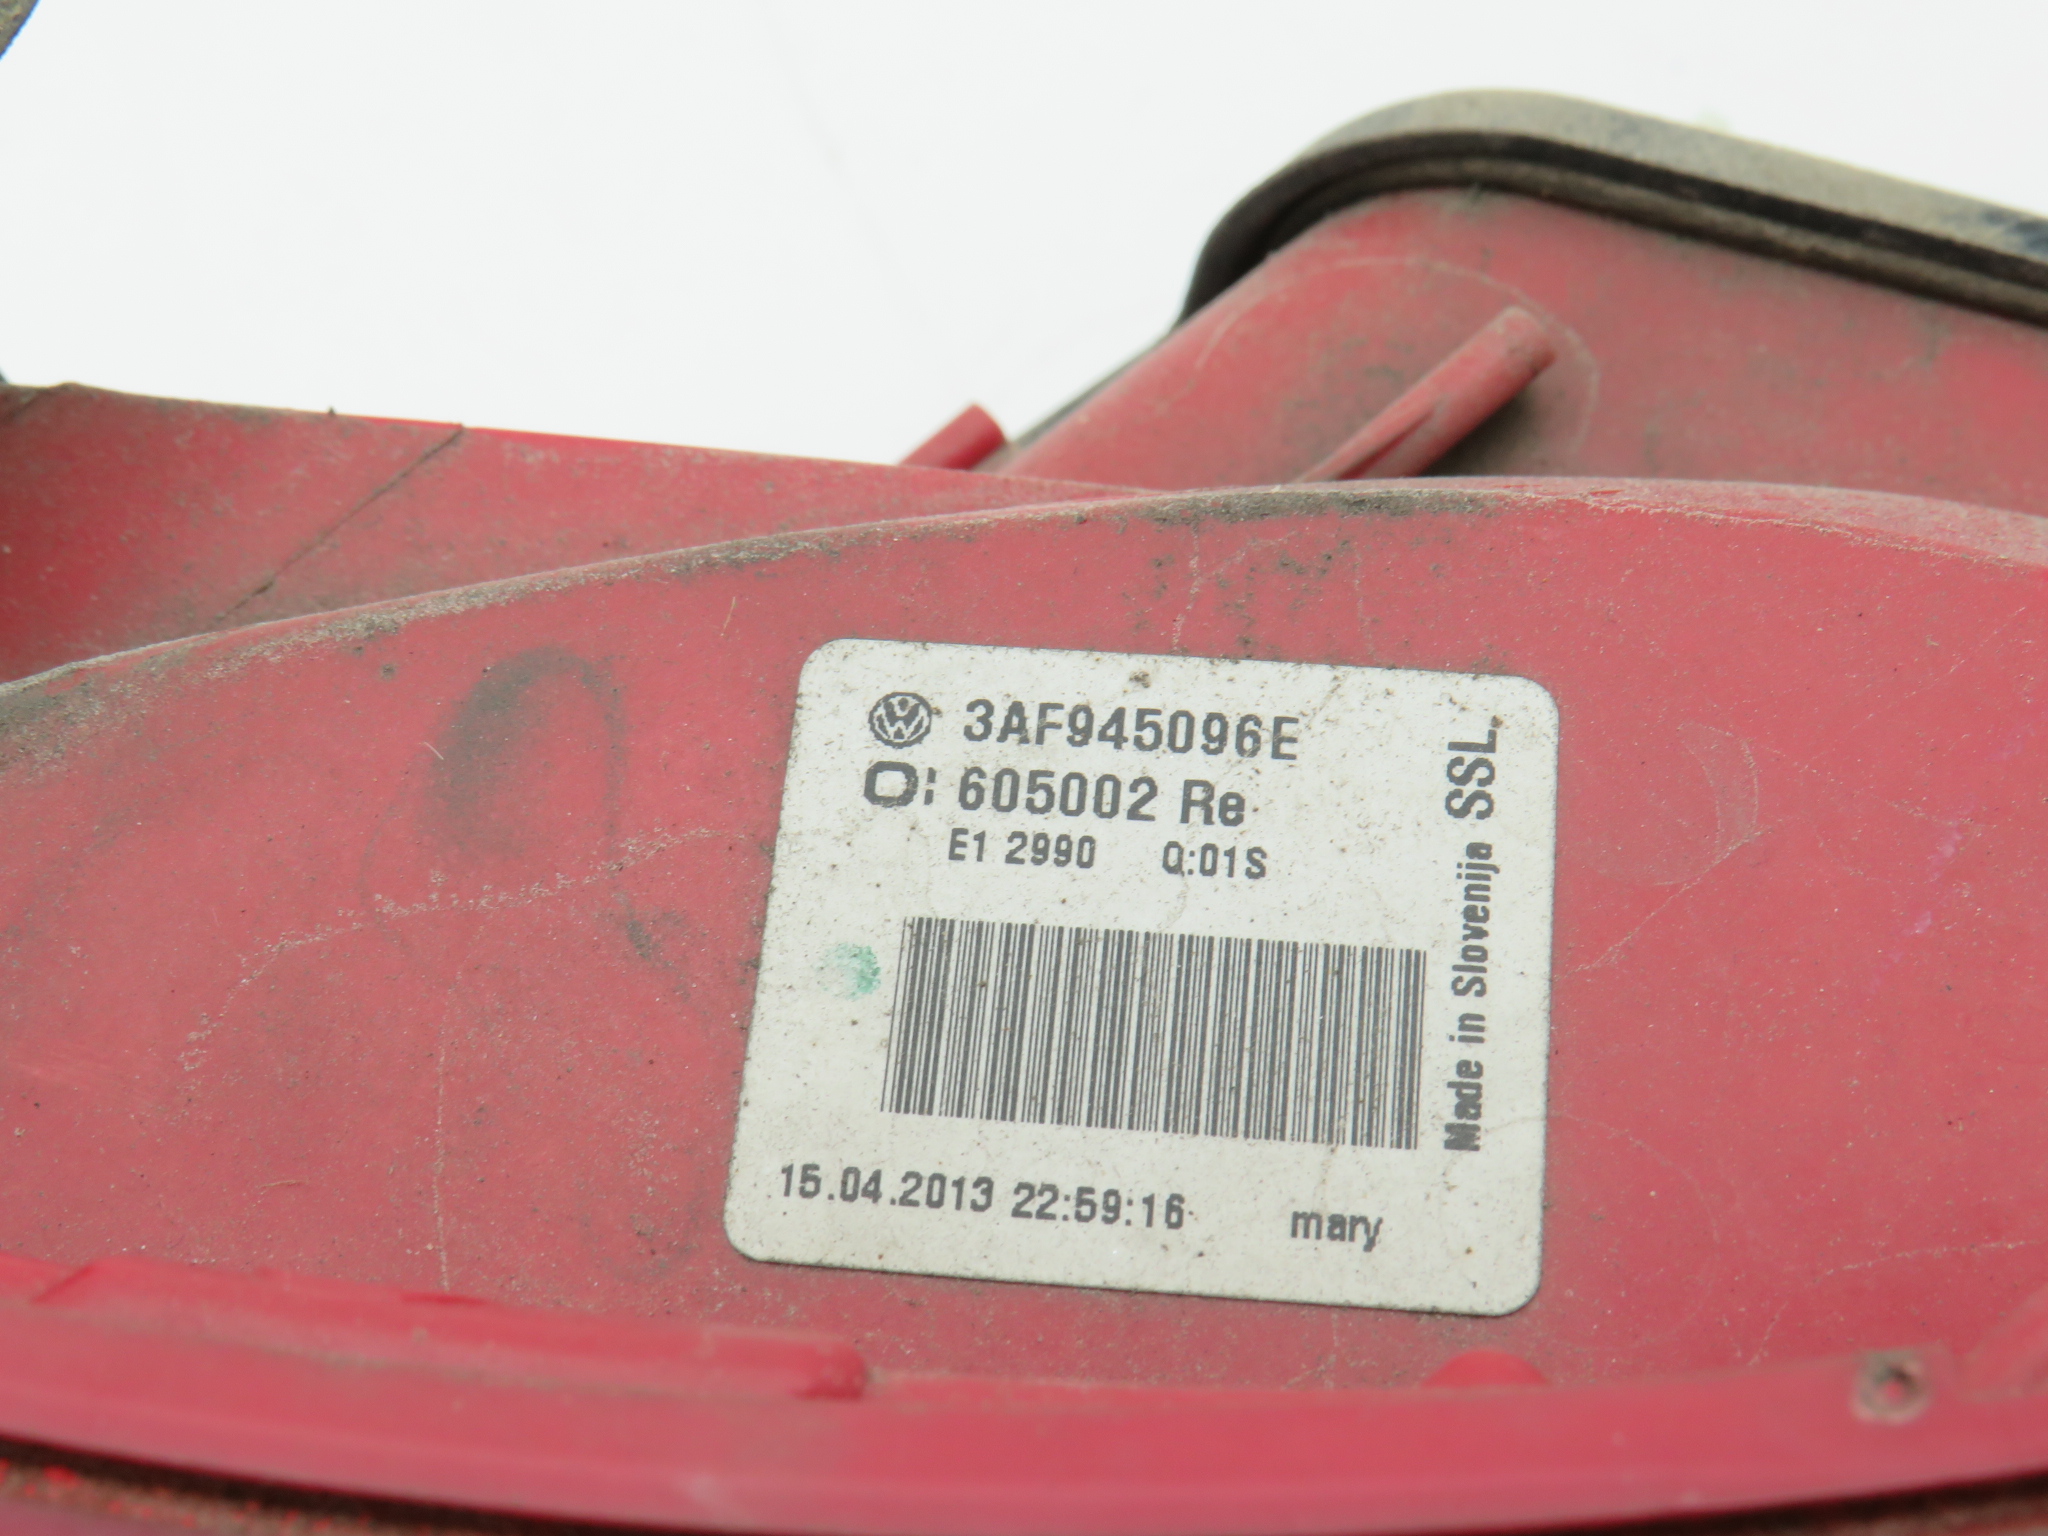 3AF945096E
605002 Re
E1 2990 Q:01S
15.04.2013 22:59:16 mary
Made in Slovenija SSL.